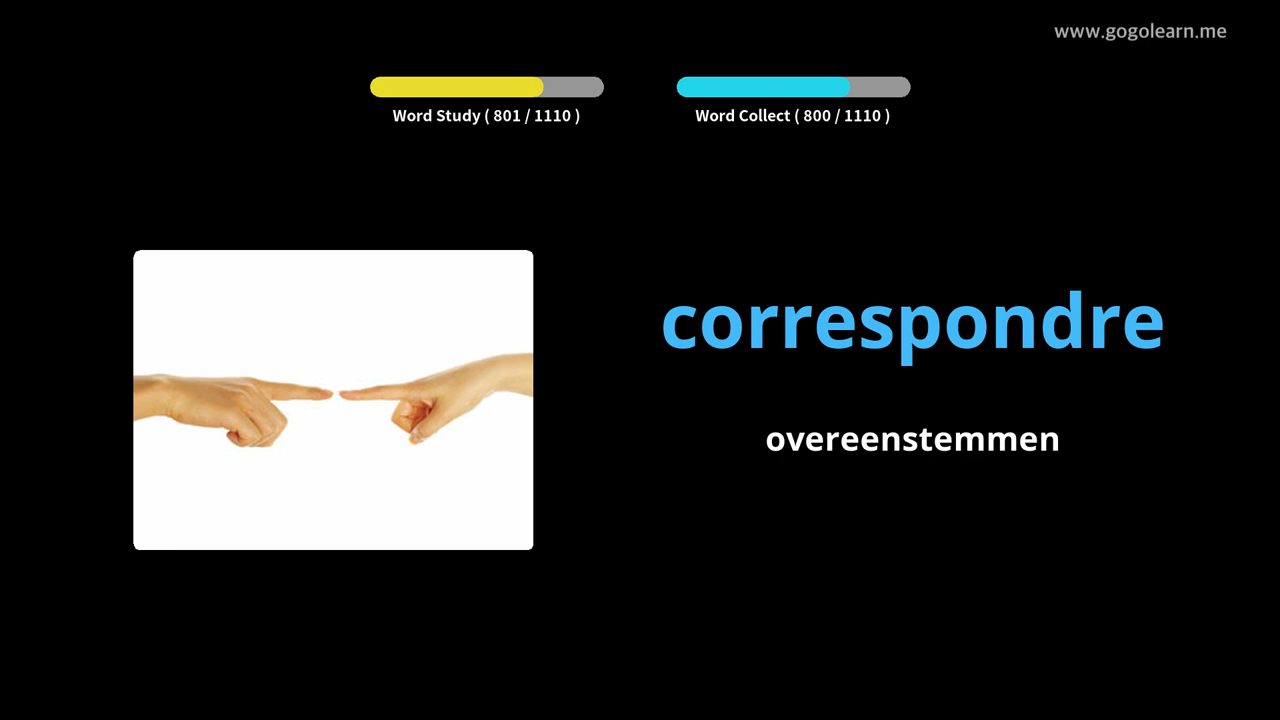 www.gogolearn.me
Word Study ( 801 / 1110 )
Word Collect ( 800 / 1110 )
correspondre
overeenstemmen